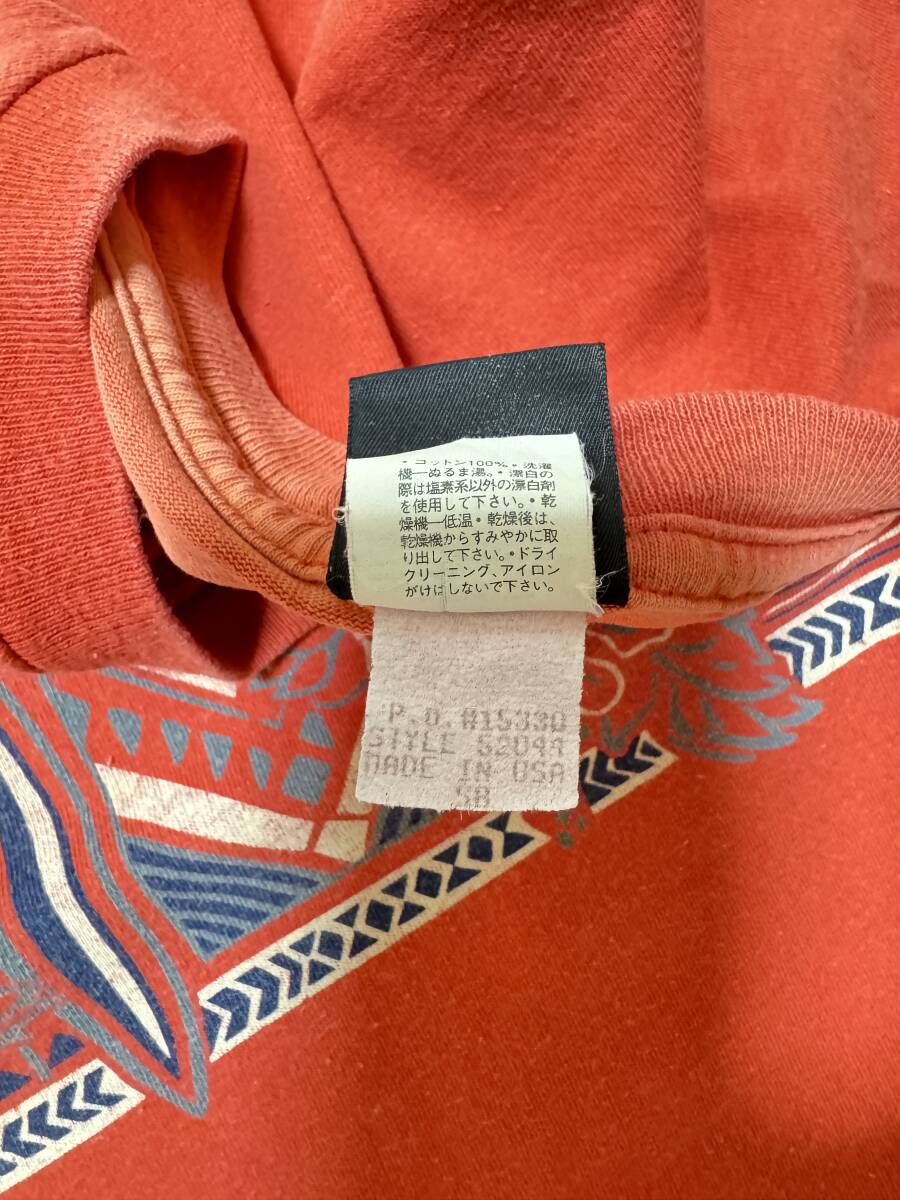 ・コットン100%・洗濯
機—ぬるま湯。・漂白の
際は塩素系以外の漂白剤
を使用して下さい。・乾
燥機—低温・乾燥後は、
乾燥機からすみやかに取
り出して下さい。・ドライ
クリーニング、アイロン
がけはしないで下さい。
P.O. A15330
STYLE 52044
MADE IN USA